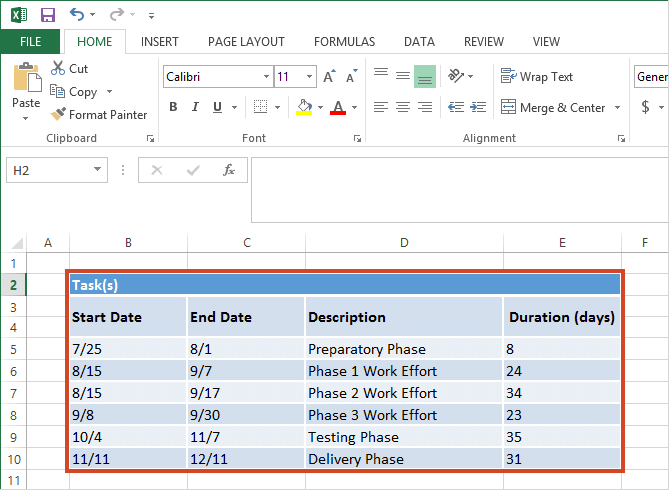 FILE HOME INSERT PAGE LAYOUT FORMULAS DATA REVIEW VIEW
Paste
Cut
Copy
Format Painter
Clipboard
Calibri 11 A A
B I U A
Font
Wrap Text
Merge & Center
Alignment
Gener
$
H2 fx
A B C D E F
1
2 Task(s)
3 Start Date End Date Description Duration (days)
4
5 7/25 8/1 Preparatory Phase 8
6 8/15 9/7 Phase 1 Work Effort 24
7 8/15 9/17 Phase 2 Work Effort 34
8 9/8 9/30 Phase 3 Work Effort 23
9 10/4 11/7 Testing Phase 35
10 11/11 12/11 Delivery Phase 31
11